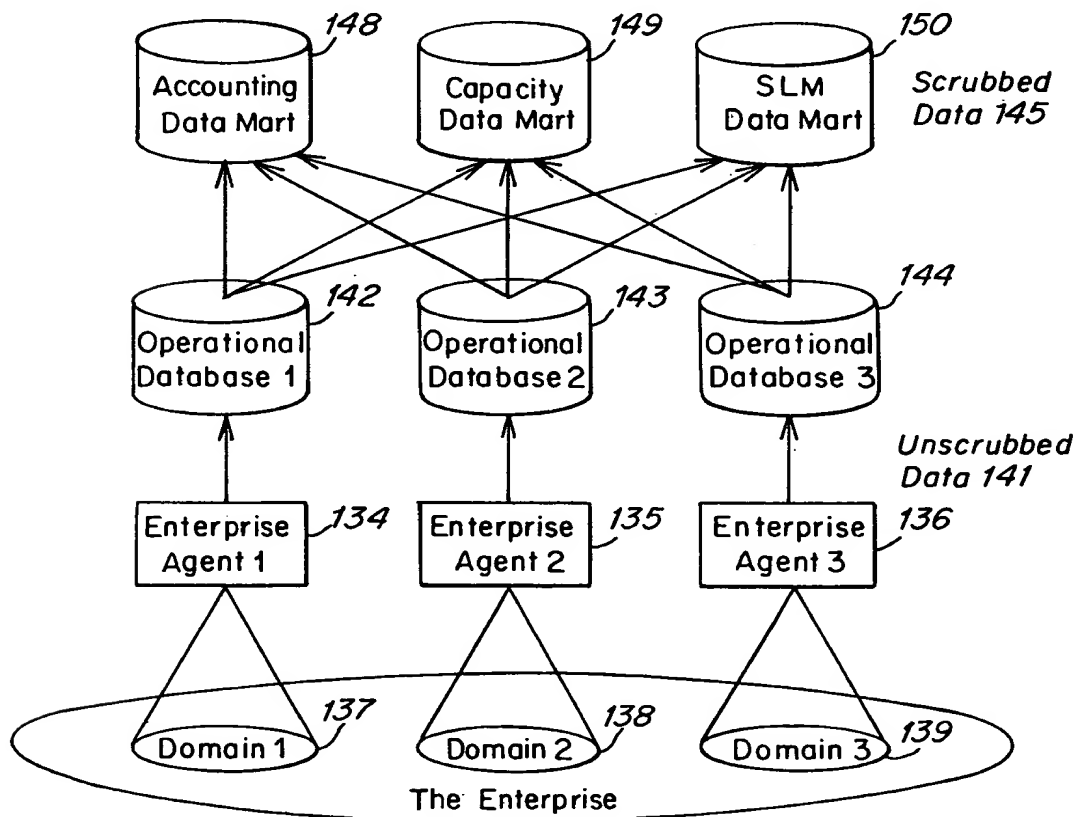 148
149
150
Accounting
Data Mart
Capacity
Data Mart
SLM
Data Mart
Scrubbed
Data 145
142
143
144
Operational
Database 1
Operational
Database 2
Operational
Database 3
Unscrubbed
Data 141
134
135
136
Enterprise
Agent 1
Enterprise
Agent 2
Enterprise
Agent 3
137
138
139
Domain 1
Domain 2
Domain 3
The Enterprise